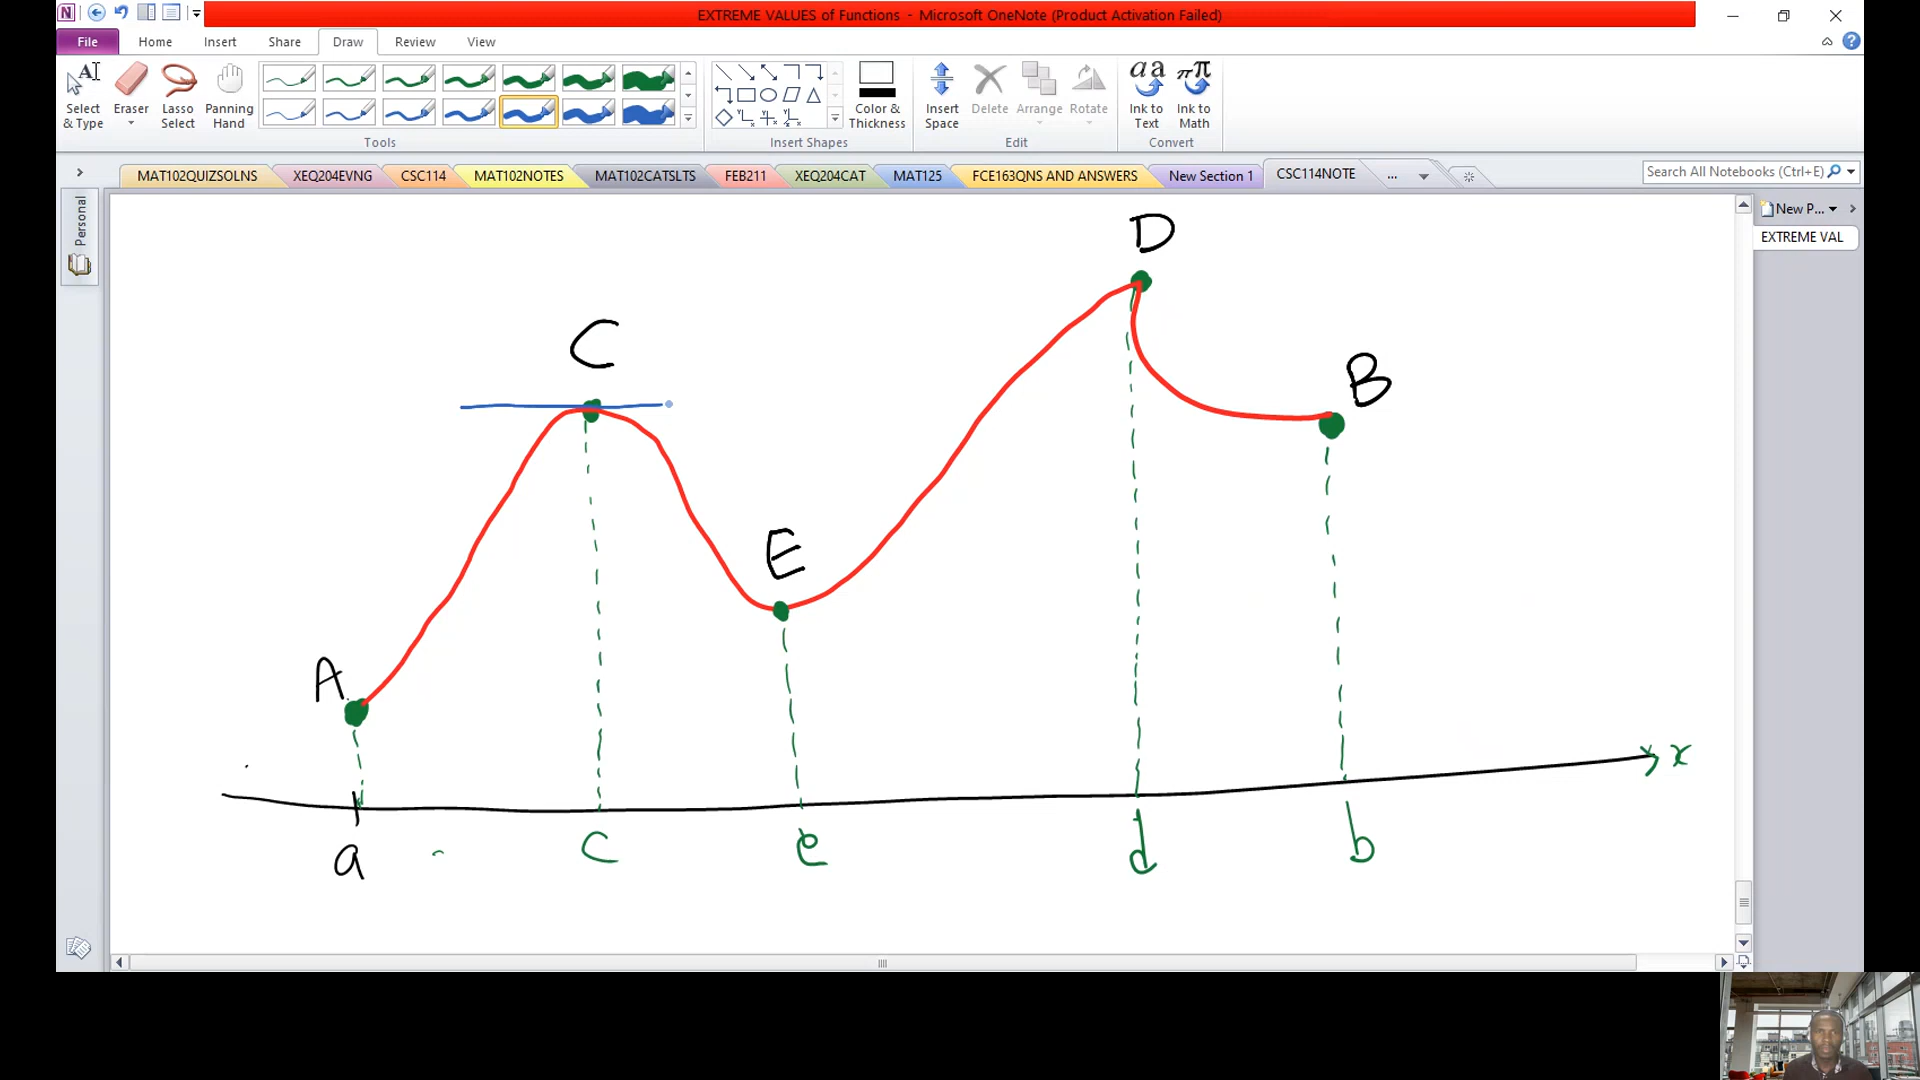 EXTREME VALUES of Functions - Microsoft OneNote (Product Activation Failed)
File Home Insert Share Draw Review View
Select & Type
Eraser
Lasso Select
Panning Hand
Color & Thickness
Insert Space
Delete
Arrange
Rotate
Ink to Text
Ink to Math
Tools Insert Shapes Edit Convert
MAT102QUIZSOLNS XEQ204EVNG CSC114 MAT102NOTES MAT102CATSLTS FEB211 XEQ204CAT MAT125 FCE163QNS AND ANSWERS New Section 1 CSC114NOTE ... Search All Notebooks (Ctrl+E)
Personal
New P...
EXTREME VAL
D
C
B
E
A
x
a c e d b